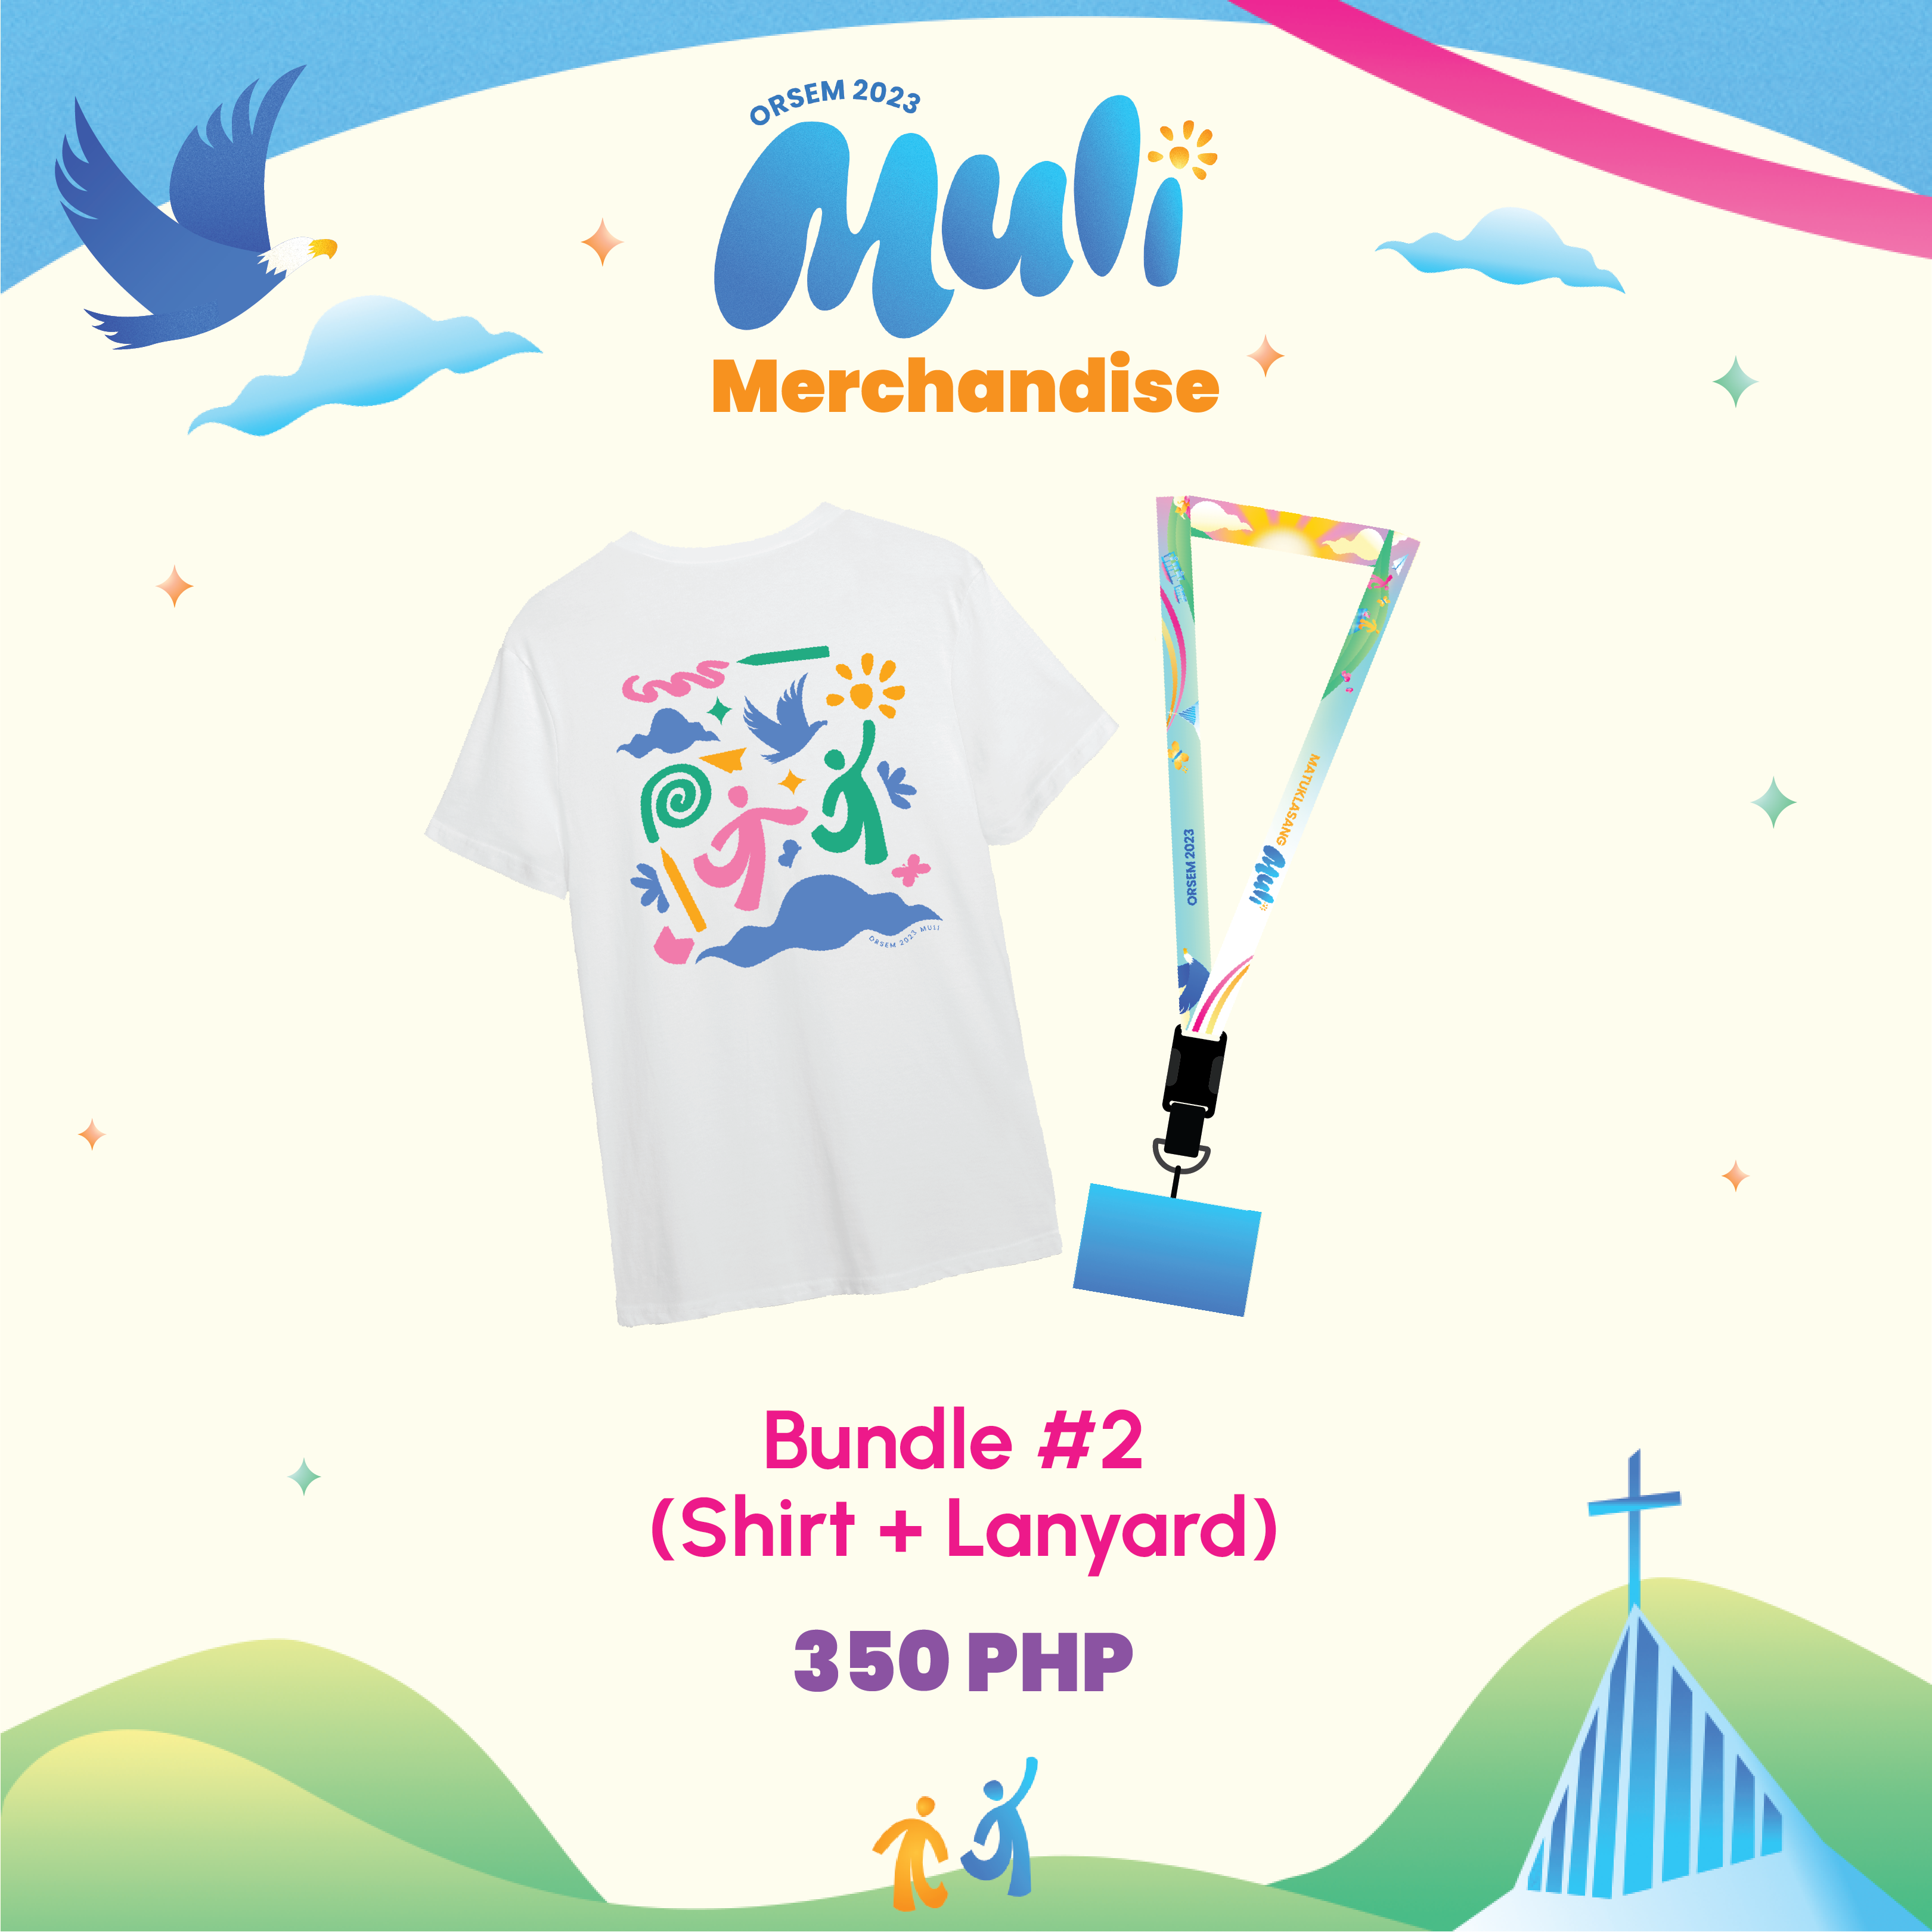 ORSEM 2023
Muli
Merchandise
ORSEM 2023: MULI
ORSEM 2023
MATUKLASANG
Muli
Bundle #2
(Shirt + Lanyard)
350 PHP